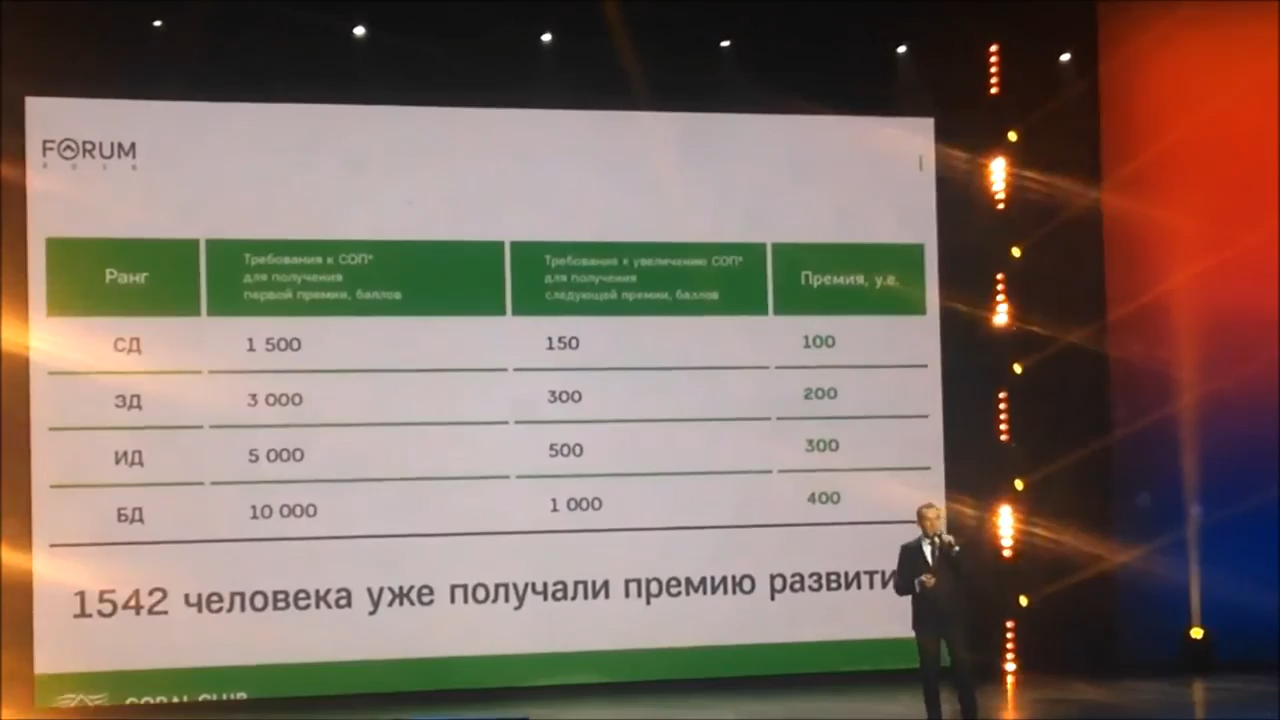 FORUM
Ранг
Требования к СОП*
для получения
первой премии, баллов
Требования к увеличению СОП*
для получения
следующей премии, баллов
Премия, у.е.
СД 1 500 150 100
ЗД 3 000 300 200
ИД 5 000 500 300
БД 10 000 1 000 400
1542 человека уже получали премию развити
CORAL CLUB